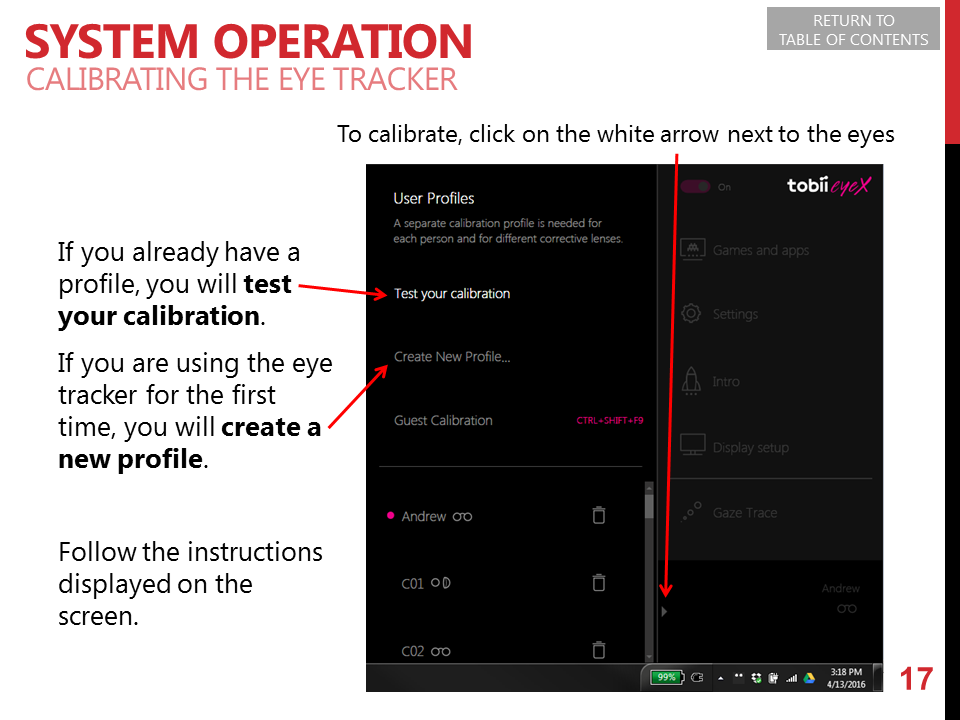 SYSTEM OPERATION
CALIBRATING THE EYE TRACKER
RETURN TO
TABLE OF CONTENTS
To calibrate, click on the white arrow next to the eyes
If you already have a
profile, you will test
your calibration.
If you are using the eye
tracker for the first
time, you will create a
new profile.
Follow the instructions
displayed on the
screen.
User Profiles
A separate calibration profile is needed for
each person and for different corrective lenses.
Test your calibration
Create New Profile...
Guest Calibration CTRL+SHIFT+F9
Andrew
C01
C02
On tobii eyeX
Games and apps
Settings
Intro
Display setup
Gaze Trace
Andrew
99%
3:18 PM
4/13/2016
17